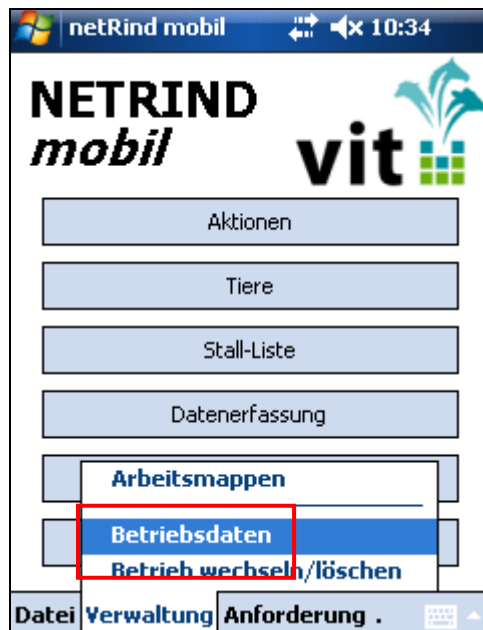 netRind mobil 10:34
NETRIND
mobil
vit
Aktionen
Tiere
Stall-Liste
Datenerfassung
Arbeitsmappen
Betriebsdaten
Betrieb wechseln/löschen
Datei Verwaltung Anforderung .